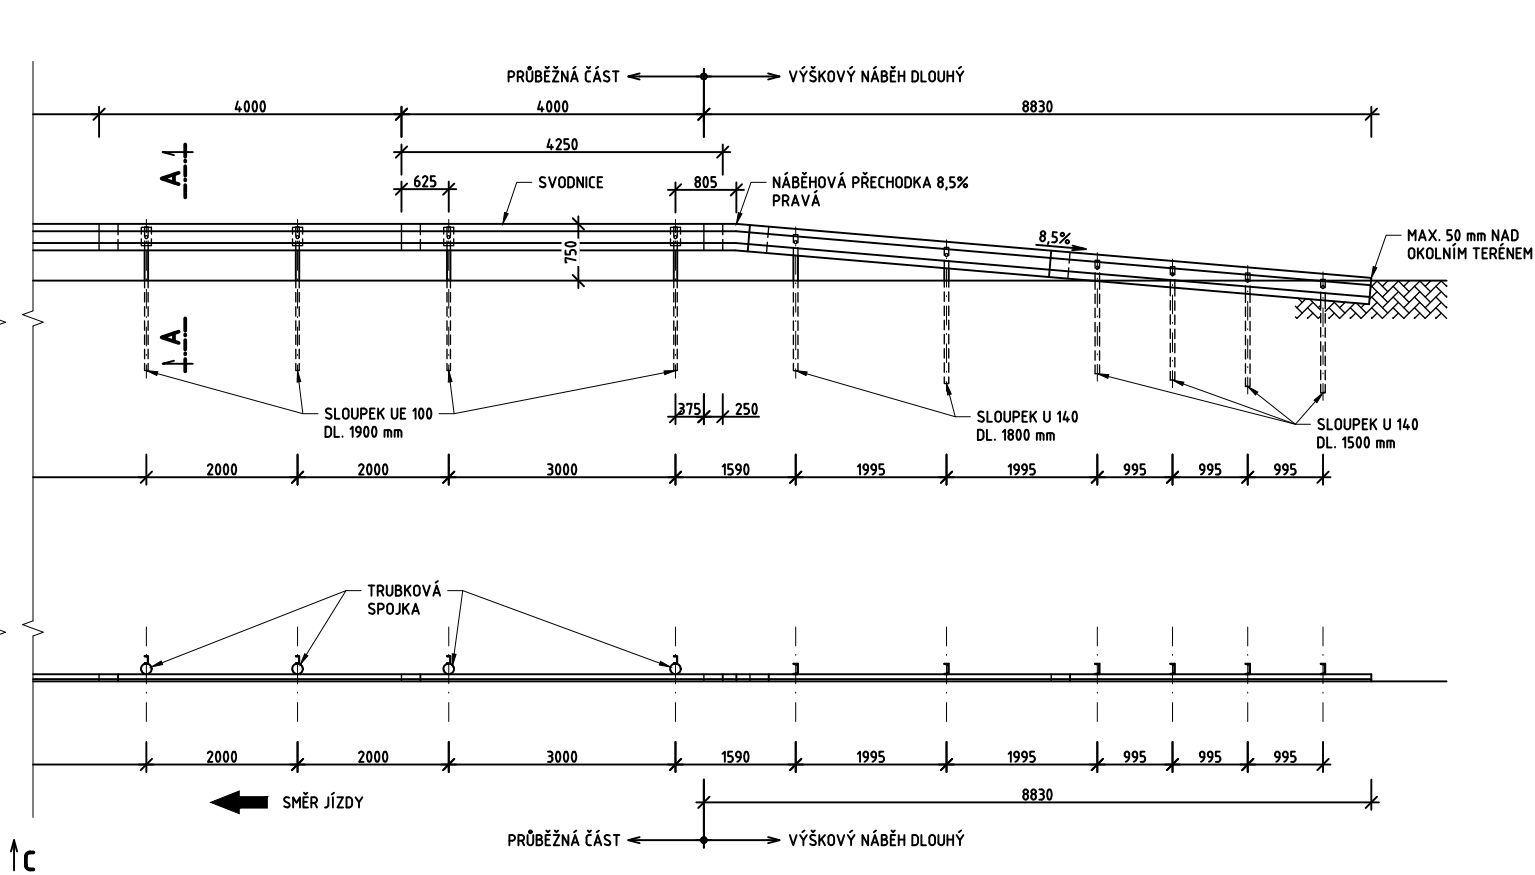 PRŮBĚŽNÁ ČÁST
VÝŠKOVÝ NÁBĚH DLOUHÝ
4000
4000
8830
4250
A
625
SVODNICE
805
NÁBĚHOVÁ PŘECHODKA 8,5%
PRAVÁ
750
8,5%
MAX. 50 mm NAD
OKOLNÍM TERÉNEM
A
SLOUPEK UE 100
DL. 1900 mm
375
250
SLOUPEK U 140
DL. 1800 mm
SLOUPEK U 140
DL. 1500 mm
2000
2000
3000
1590
1995
1995
995
995
995
TRUBKOVÁ
SPOJKA
2000
2000
3000
1590
1995
1995
995
995
995
SMĚR JÍZDY
8830
PRŮBĚŽNÁ ČÁST
VÝŠKOVÝ NÁBĚH DLOUHÝ
C